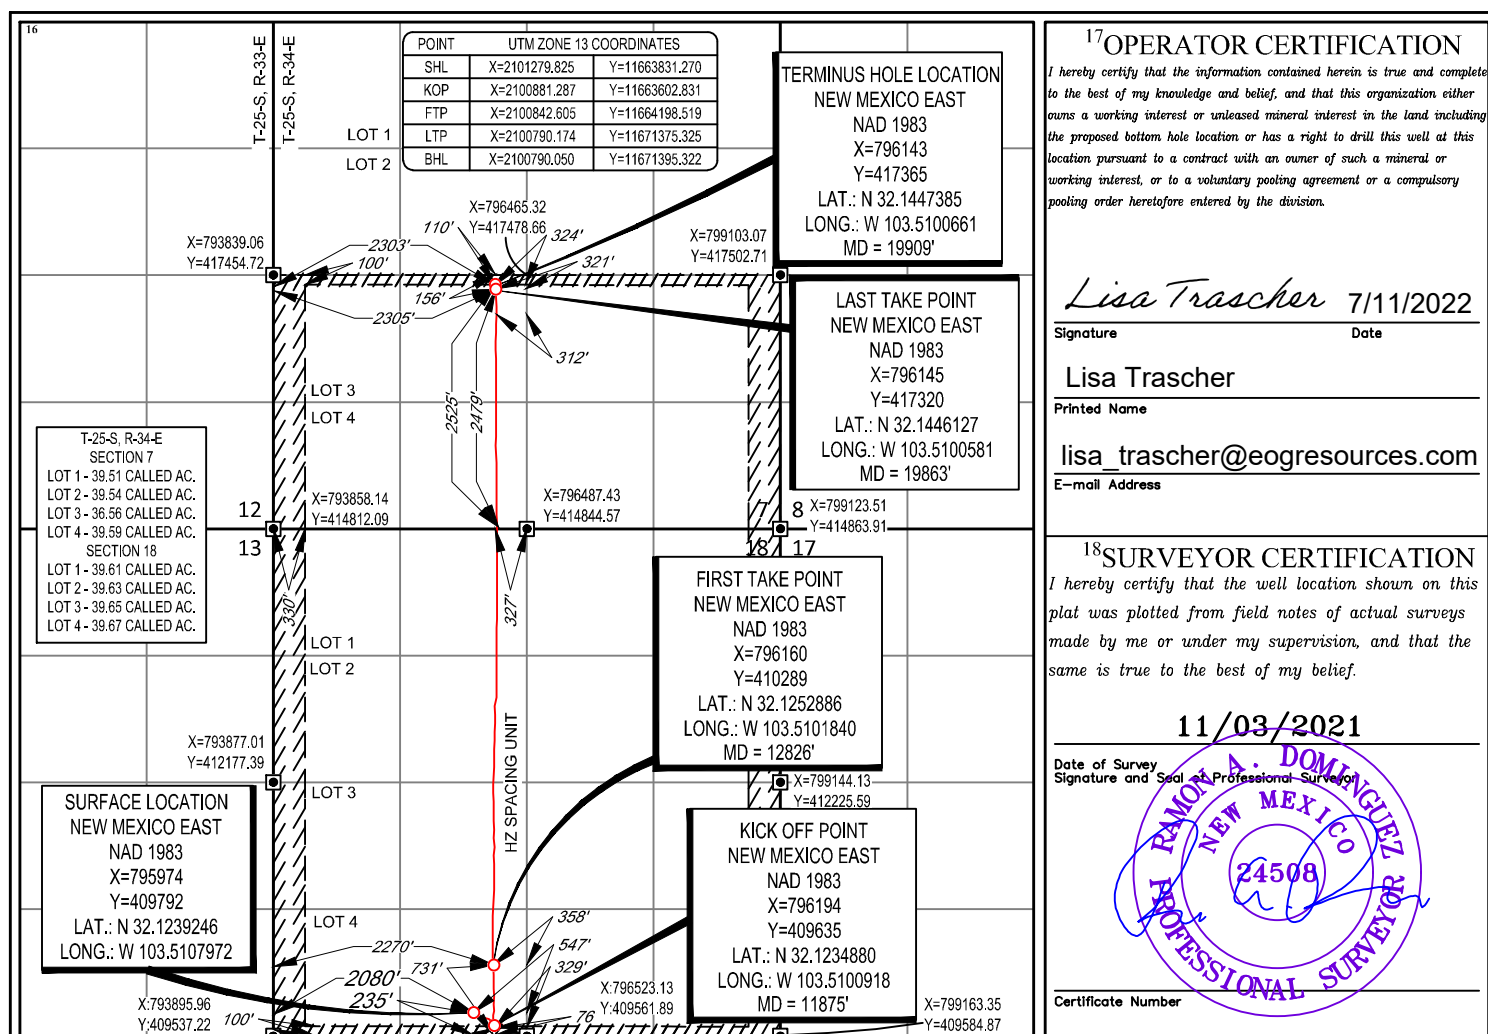 16
T-25-S, R-33-E
T-25-S, R-34-E
POINT UTM ZONE 13 COORDINATES
SHL X=2101279.825 Y=11663831.270
KOP X=2100881.287 Y=11663602.831
FTP X=2100842.605 Y=11664198.519
LTP X=2100790.174 Y=11671375.325
BHL X=2100790.050 Y=11671395.322
LOT 1
LOT 2
TERMINUS HOLE LOCATION
NEW MEXICO EAST
NAD 1983
X=796143
Y=417365
LAT.: N 32.1447385
LONG.: W 103.5100661
MD = 19909'
X=796465.32
Y=417478.66
X=793839.06
Y=417454.72
X=799103.07
Y=417502.71
110'
324'
2303'
100'
321'
156'
2305'
312'
2525'
2479'
LAST TAKE POINT
NEW MEXICO EAST
NAD 1983
X=796145
Y=417320
LAT.: N 32.1446127
LONG.: W 103.5100581
MD = 19863'
LOT 3
LOT 4
T-25-S, R-34-E
SECTION 7
LOT 1 - 39.51 CALLED AC.
LOT 2 - 39.54 CALLED AC.
LOT 3 - 36.56 CALLED AC.
LOT 4 - 39.59 CALLED AC.
SECTION 18
LOT 1 - 39.61 CALLED AC.
LOT 2 - 39.63 CALLED AC.
LOT 3 - 39.65 CALLED AC.
LOT 4 - 39.67 CALLED AC.
12
13
X=793858.14
Y=414812.09
X=796487.43
Y=414844.57
7 8
18 17
X=799123.51
Y=414863.91
330'
327'
FIRST TAKE POINT
NEW MEXICO EAST
NAD 1983
X=796160
Y=410289
LAT.: N 32.1252886
LONG.: W 103.5101840
MD = 12826'
LOT 1
LOT 2
HZ SPACING UNIT
X=793877.01
Y=412177.39
X=799144.13
Y=412225.59
LOT 3
SURFACE LOCATION
NEW MEXICO EAST
NAD 1983
X=795974
Y=409792
LAT.: N 32.1239246
LONG.: W 103.5107972
KICK OFF POINT
NEW MEXICO EAST
NAD 1983
X=796194
Y=409635
LAT.: N 32.1234880
LONG.: W 103.5100918
MD = 11875'
LOT 4
358'
2270'
547'
731'
329'
2080'
235'
76
100'
X:793895.96
Y:409537.22
X:796523.13
Y:409561.89
X=799163.35
Y=409584.87
17OPERATOR CERTIFICATION
I hereby certify that the information contained herein is true and complete
to the best of my knowledge and belief, and that this organization either
owns a working interest or unleased mineral interest in the land including
the proposed bottom hole location or has a right to drill this well at this
location pursuant to a contract with an owner of such a mineral or
working interest, or to a voluntary pooling agreement or a compulsory
pooling order heretofore entered by the division.
Lisa Trascher 7/11/2022
Signature Date
Lisa Trascher
Printed Name
lisa_trascher@eogresources.com
E-mail Address
18SURVEYOR CERTIFICATION
I hereby certify that the well location shown on this
plat was plotted from field notes of actual surveys
made by me or under my supervision, and that the
same is true to the best of my belief.
11/03/2021
Date of Survey
Signature and Seal of Professional Surveyor
RAMON A. DOMINGUEZ
NEW MEXICO
24508
PROFESSIONAL SURVEYOR
Certificate Number